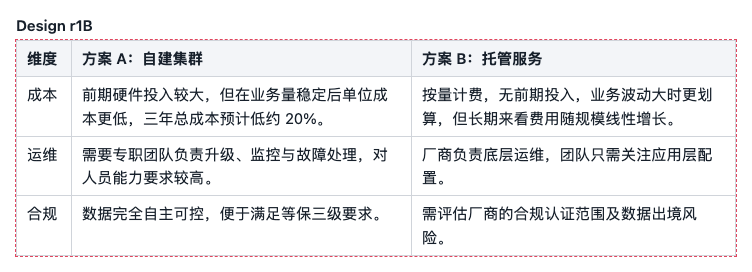 Design r1B
维度
方案 A：自建集群
方案 B：托管服务
成本
前期硬件投入较大，但在业务量稳定后单位成
本更低，三年总成本预计低约 20%。
按量计费，无前期投入，业务波动大时更划
算，但长期来看费用随规模线性增长。
运维
需要专职团队负责升级、监控与故障处理，对
人员能力要求较高。
厂商负责底层运维，团队只需关注应用层配
置。
合规
数据完全自主可控，便于满足等保三级要求。
需评估厂商的合规认证范围及数据出境风
险。